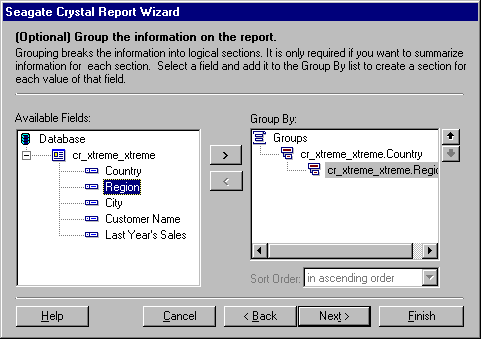 Seagate Crystal Report Wizard
(Optional) Group the information on the report.
Grouping breaks the information into logical sections. It is only required if you want to summarize
information for each section. Select a field and add it to the Group By list to create a section for
each value of that field.
Available Fields:
Database
cr_xtreme_xtreme
Country
Region
City
Customer Name
Last Year's Sales
>
<
Group By:
Groups
cr_xtreme_xtreme.Country
cr_xtreme_xtreme.Regio
Sort Order: in ascending order
Help Cancel < Back Next > Finish